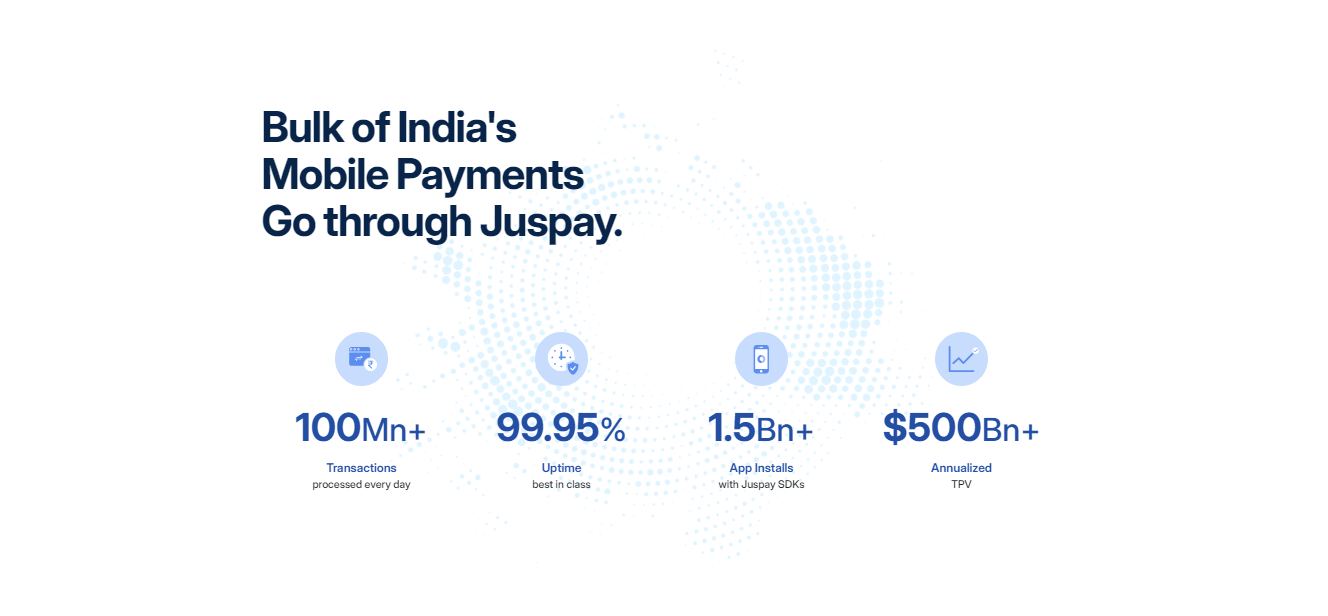 Bulk of India's
Mobile Payments
Go through Juspay.
100Mn+
Transactions
processed every day
99.95%
Uptime
best in class
1.5Bn+
App Installs
with Juspay SDKs
$500Bn+
Annualized
TPV